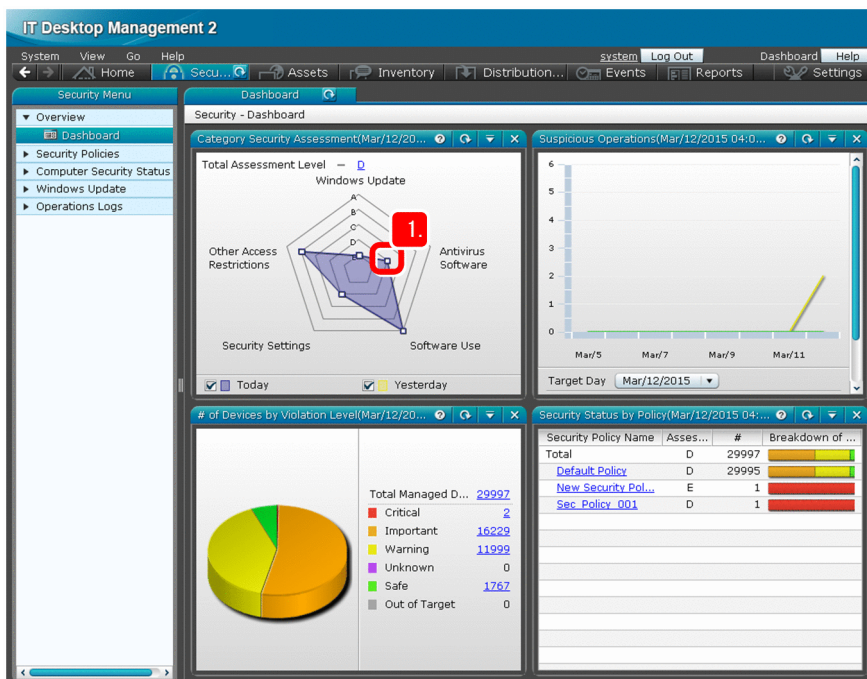 IT Desktop Management 2
System View Go Help system Log Out Dashboard Help
Home Secu... Assets Inventory Distribution... Events Reports Settings
Security Menu
Overview
Dashboard
Security Policies
Computer Security Status
Windows Update
Operations Logs
Dashboard
Security - Dashboard
Category Security Assessment(Mar/12/20...
Total Assessment Level - D
Windows Update
A
B
C
D
1.
Other Access Restrictions
Antivirus Software
Security Settings
Software Use
Today Yesterday
Suspicious Operations(Mar/12/2015 04:0...
6
5
4
3
2
1
0
Mar/5 Mar/7 Mar/9 Mar/11
Target Day Mar/12/2015
# of Devices by Violation Level(Mar/12/20...
Total Managed D... 29997
Critical 2
Important 16229
Warning 11999
Unknown 0
Safe 1767
Out of Target 0
Security Status by Policy(Mar/12/2015 04:...
Security Policy Name Asses... # Breakdown of ...
Total D 29997
Default Policy D 29995
New Security Pol... E 1
Sec_Policy_001 D 1